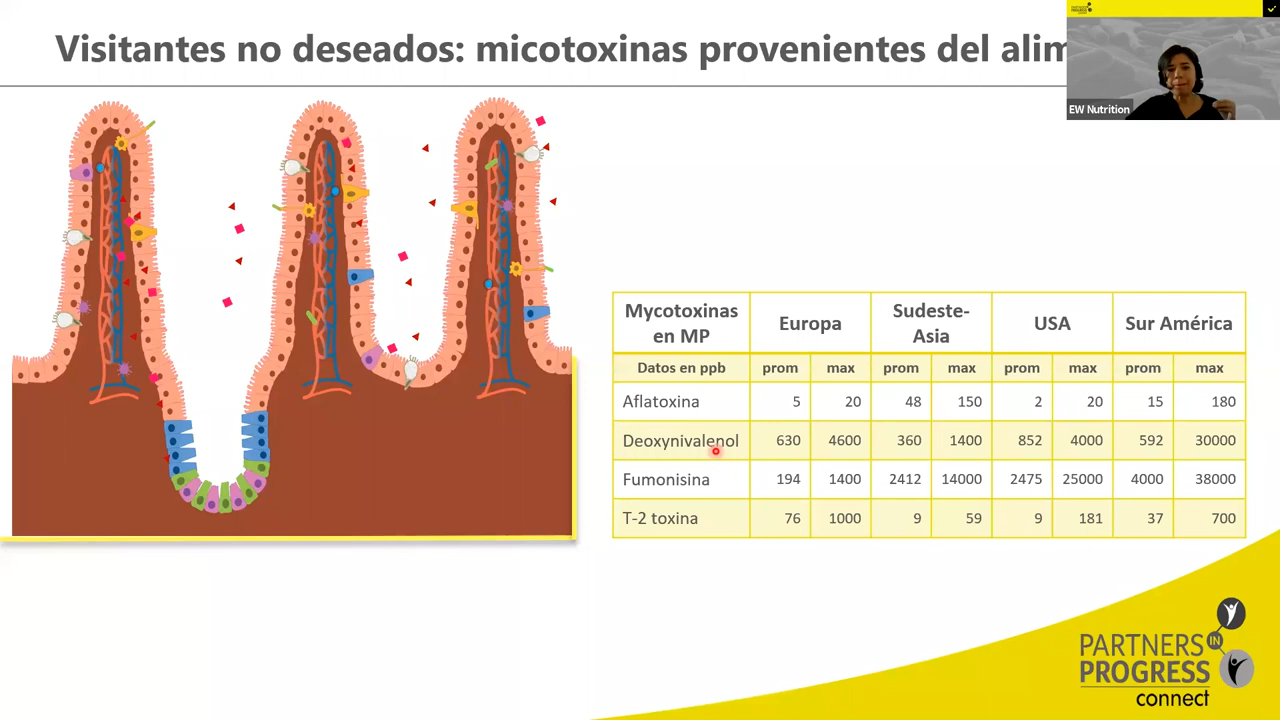 Visitantes no deseados: micotoxinas provenientes del alim
EW Nutrition
Mycotoxinas en MP Europa Sudeste-Asia USA Sur América
Datos en ppb prom max prom max prom max prom max
Aflatoxina 5 20 48 150 2 20 15 180
Deoxynivalenol 630 4600 360 1400 852 4000 592 30000
Fumonisina 194 1400 2412 14000 2475 25000 4000 38000
T-2 toxina 76 1000 9 59 9 181 37 700
PARTNERS IN
PROGRESS
connect